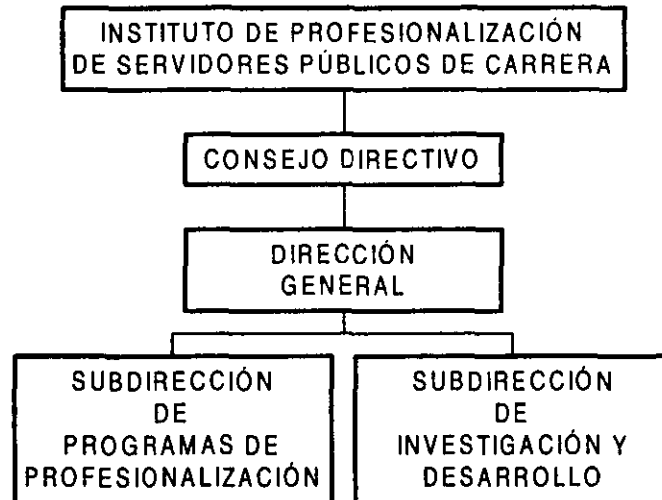 INSTITUTO DE PROFESIONALIZACIÓN
DE SERVIDORES PÚBLICOS DE CARRERA
CONSEJO DIRECTIVO
DIRECCIÓN
GENERAL
SUBDIRECCIÓN
DE
PROGRAMAS DE
PROFESIONALIZACIÓN
SUBDIRECCIÓN
DE
INVESTIGACIÓN Y
DESARROLLO